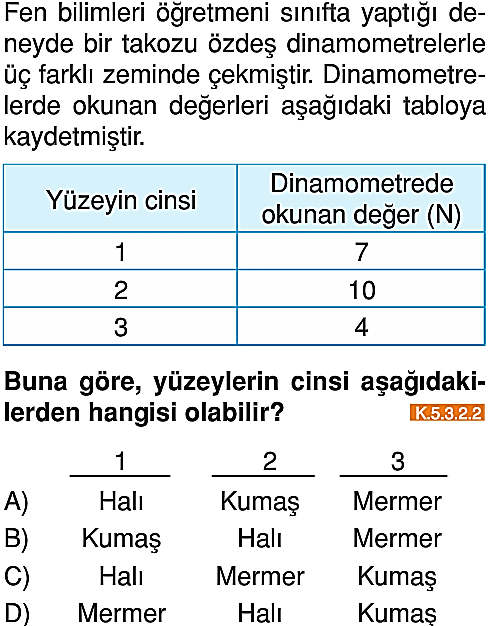 Fen bilimleri öğretmeni sınıfta yaptığı de-
neyde bir takozu özdeş dinamometrelerle
üç farklı zeminde çekmiştir. Dinamometre-
lerde okunan değerleri aşağıdaki tabloya
kaydetmiştir.
Yüzeyin cinsi Dinamometrede okunan değer (N)
1 7
2 10
3 4
Buna göre, yüzeylerin cinsi aşağıdaki-
lerden hangisi olabilir? K.5.3.2.2
1 2 3
A) Halı Kumaş Mermer
B) Kumaş Halı Mermer
C) Halı Mermer Kumaş
D) Mermer Halı Kumaş